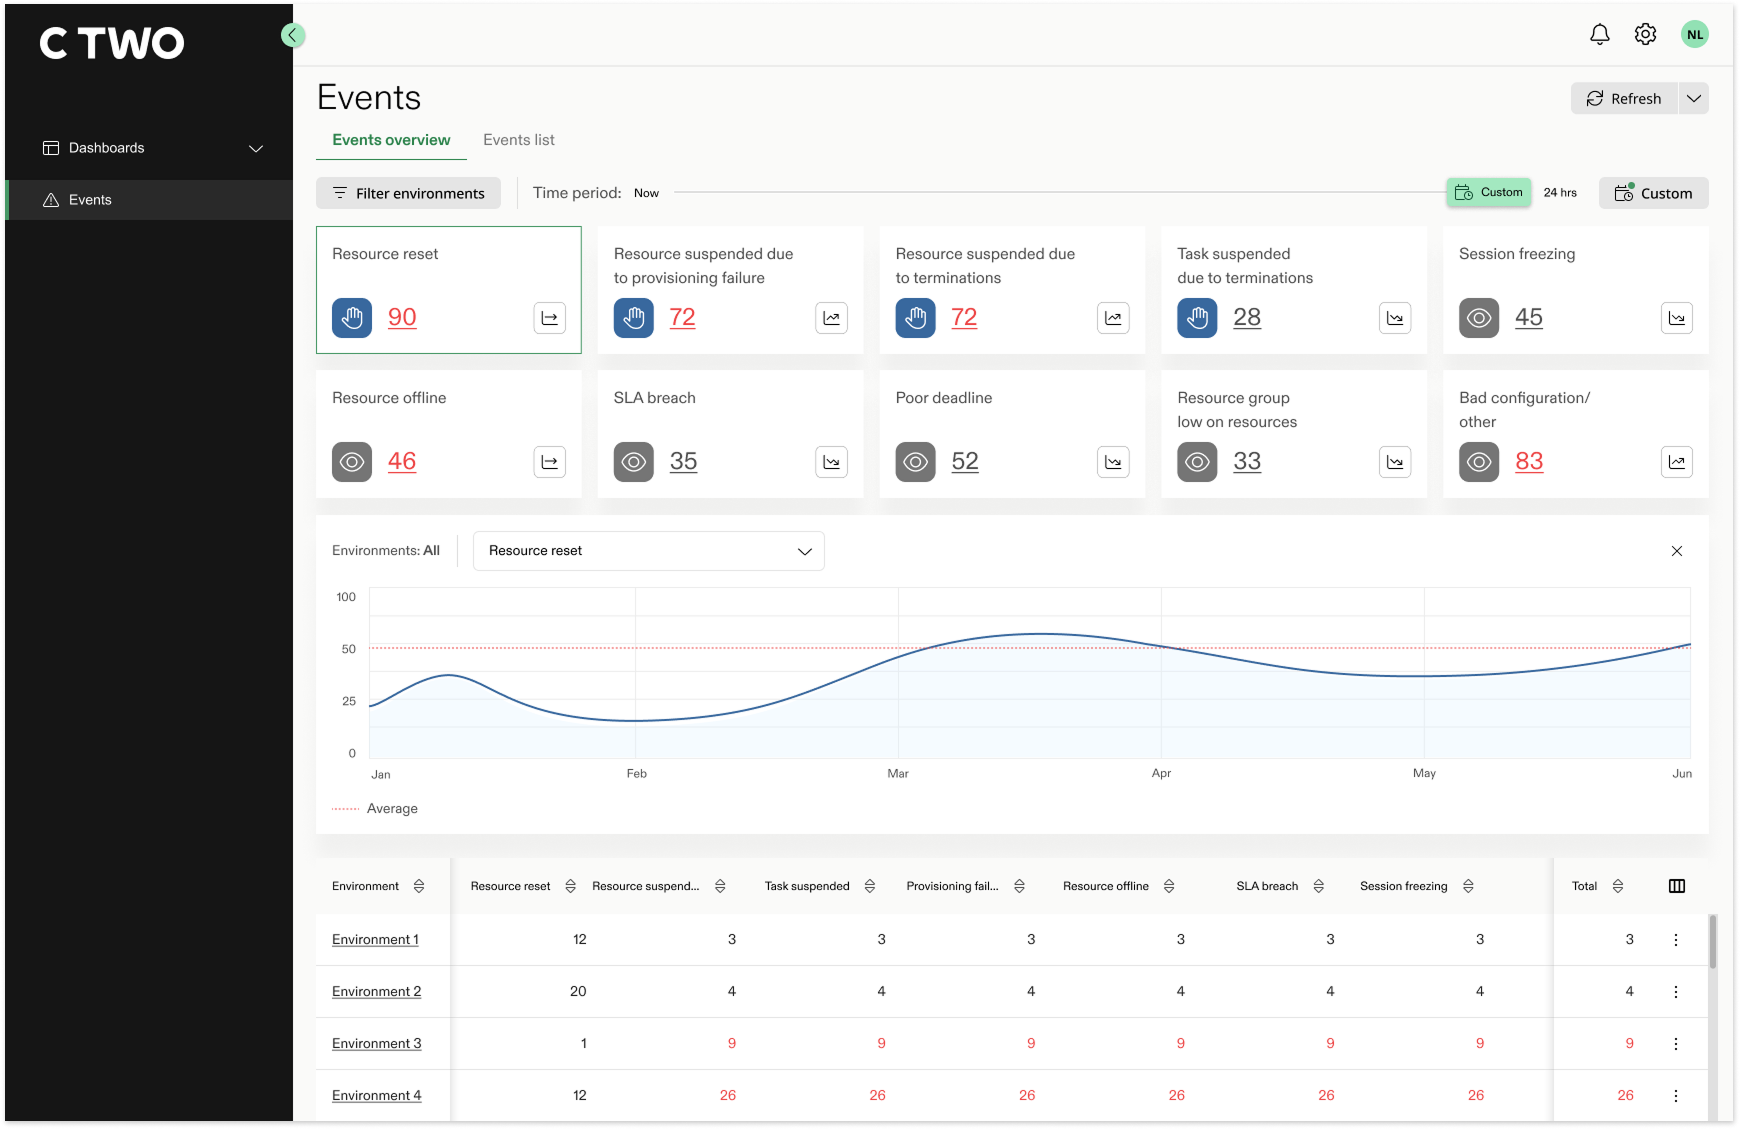 C TWO
NL
Dashboards
Events
Events
Refresh
Events overview
Events list
Filter environments
Time period:
Now
Custom
24 hrs
Custom
Resource reset
90
Resource suspended due
to provisioning failure
72
Resource suspended due
to terminations
72
Task suspended
due to terminations
28
Session freezing
45
Resource offline
46
SLA breach
35
Poor deadline
52
Resource group
low on resources
33
Bad configuration/
other
83
Environments: All
Resource reset
100
50
25
0
Jan
Feb
Mar
Apr
May
Jun
Average
Environment
Resource reset
Resource suspend...
Task suspended
Provisioning fail...
Resource offline
SLA breach
Session freezing
Total
Environment 1
12
3
3
3
3
3
3
3
Environment 2
20
4
4
4
4
4
4
4
Environment 3
1
9
9
9
9
9
9
9
Environment 4
12
26
26
26
26
26
26
26